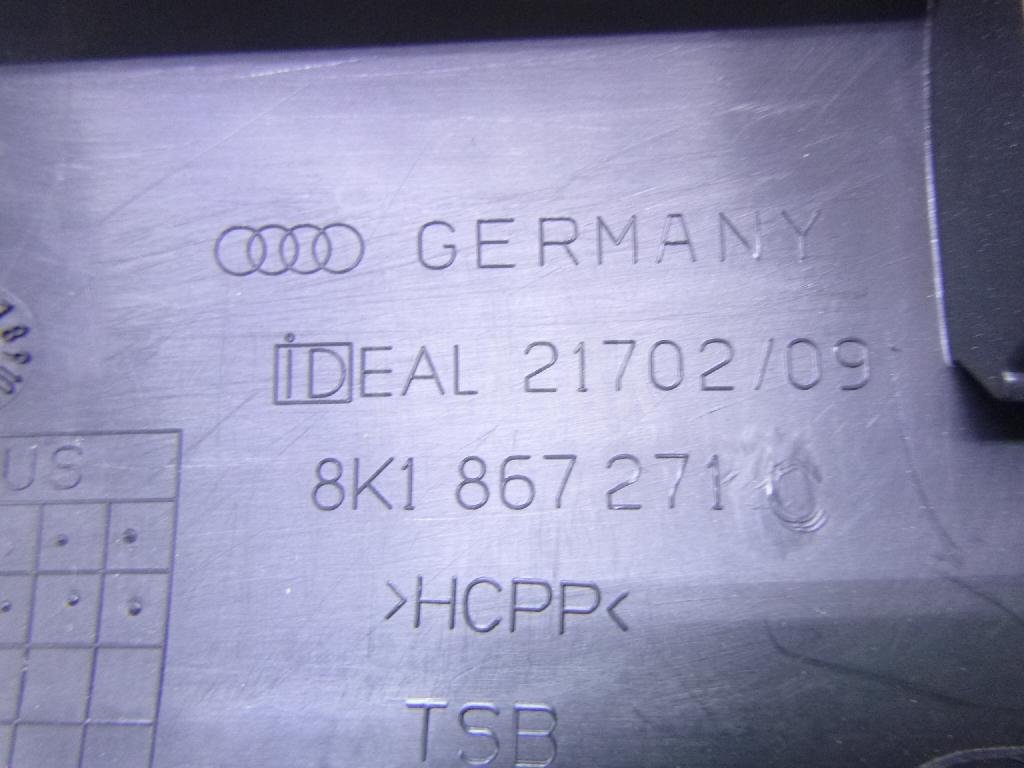 GERMANY
iDEAL 21702/09
8K1 867 271
>HCPP<
TSB
US